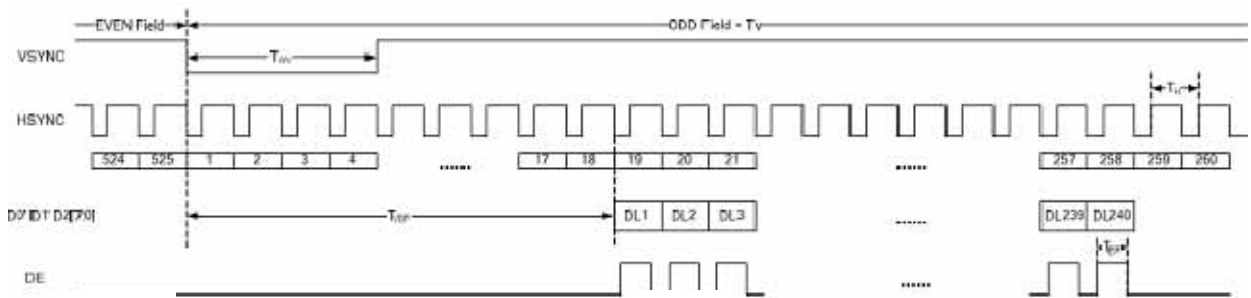 EVEN Field
ODD Field = Tv
VSYNC
HSYNC
524 525 1 2 3 4 ...... 17 18 19 20 21 ...... 257 258 259 260
DL1 DL2 DL3 ...... DL239 DL240
DE ......